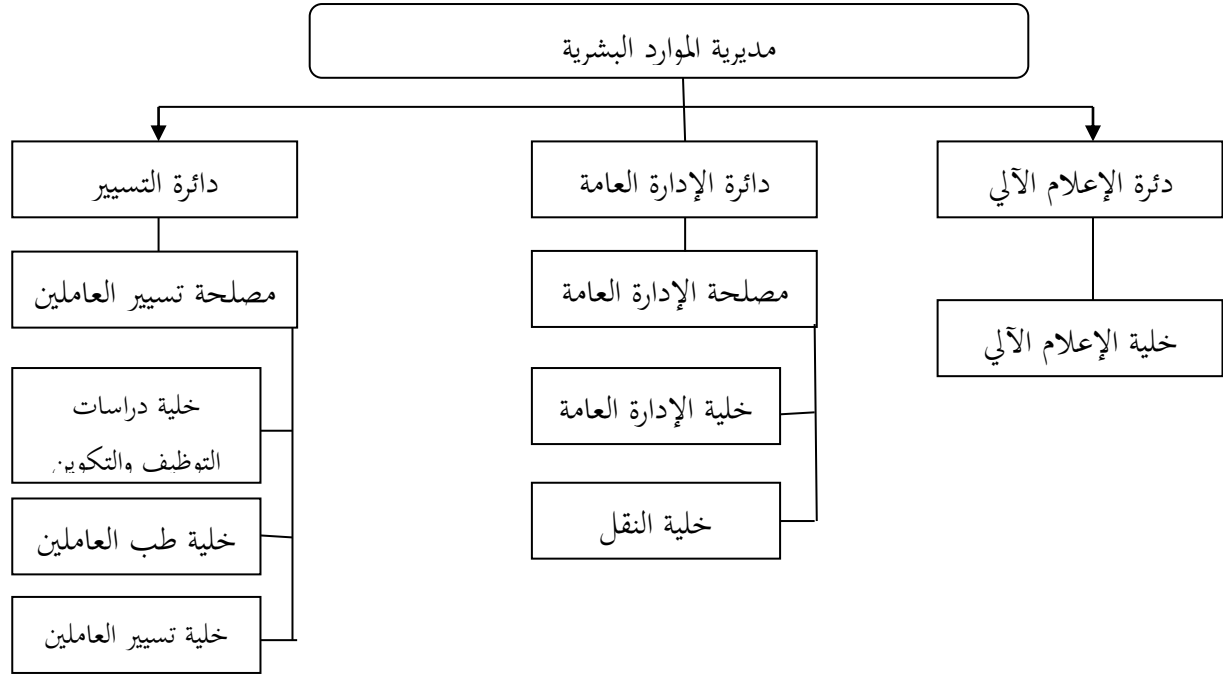 مديرية الموارد البشرية
دئرة الإعلام الآلي
دائرة الإدارة العامة
دائرة التسيير
خلية الإعلام الآلي
مصلحة الإدارة العامة
خلية الإدارة العامة
خلية النقل
مصلحة تسيير العاملين
خلية دراسات
التوظيف والتكوين
خلية طب العاملين
خلية تسيير العاملين